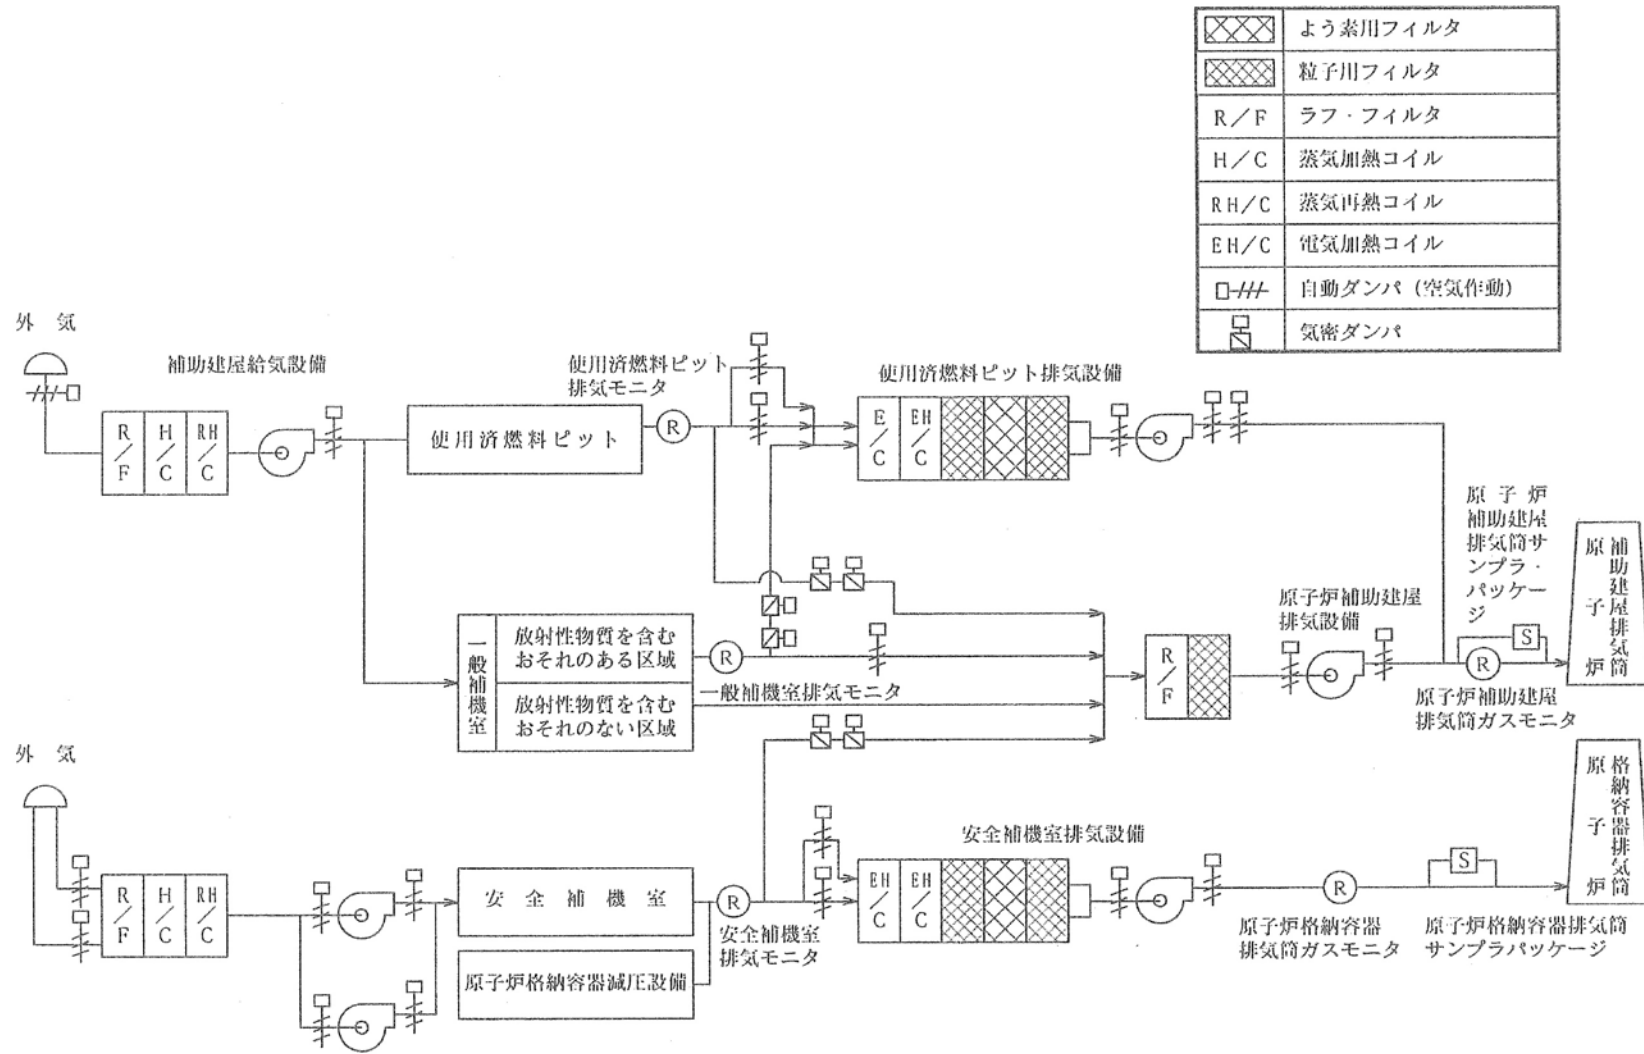 よう素用フィルタ
粒子用フィルタ
R/F ラフ・フィルタ
H/C 蒸気加熱コイル
RH/C 蒸気再熱コイル
EH/C 電気加熱コイル
自動ダンパ (空気作動)
気密ダンパ
外 気
補助建屋給気設備
R/F
H/C
RH/C
使用済燃料ピット
使用済燃料ピット
排気モニタ
R
使用済燃料ピット排気設備
E/C
EH/C
一般補機室
放射性物質を含む
おそれのある区域
放射性物質を含む
おそれのない区域
R
一般補機室排気モニタ
R/F
原子炉補助建屋
排気設備
原子炉
補助建屋
排気筒サ
ンプラ・
パッケー
ジ
S
R
原子炉補助建屋
排気筒ガスモニタ
原子炉
補助建屋排気筒
外 気
R/F
H/C
RH/C
安全補機室
原子炉格納容器減圧設備
R
安全補機室
排気モニタ
安全補機室排気設備
EH/C
EH/C
R
原子炉格納容器
排気筒ガスモニタ
S
原子炉格納容器排気筒
サンプラパッケージ
原子炉
格納容器排気筒